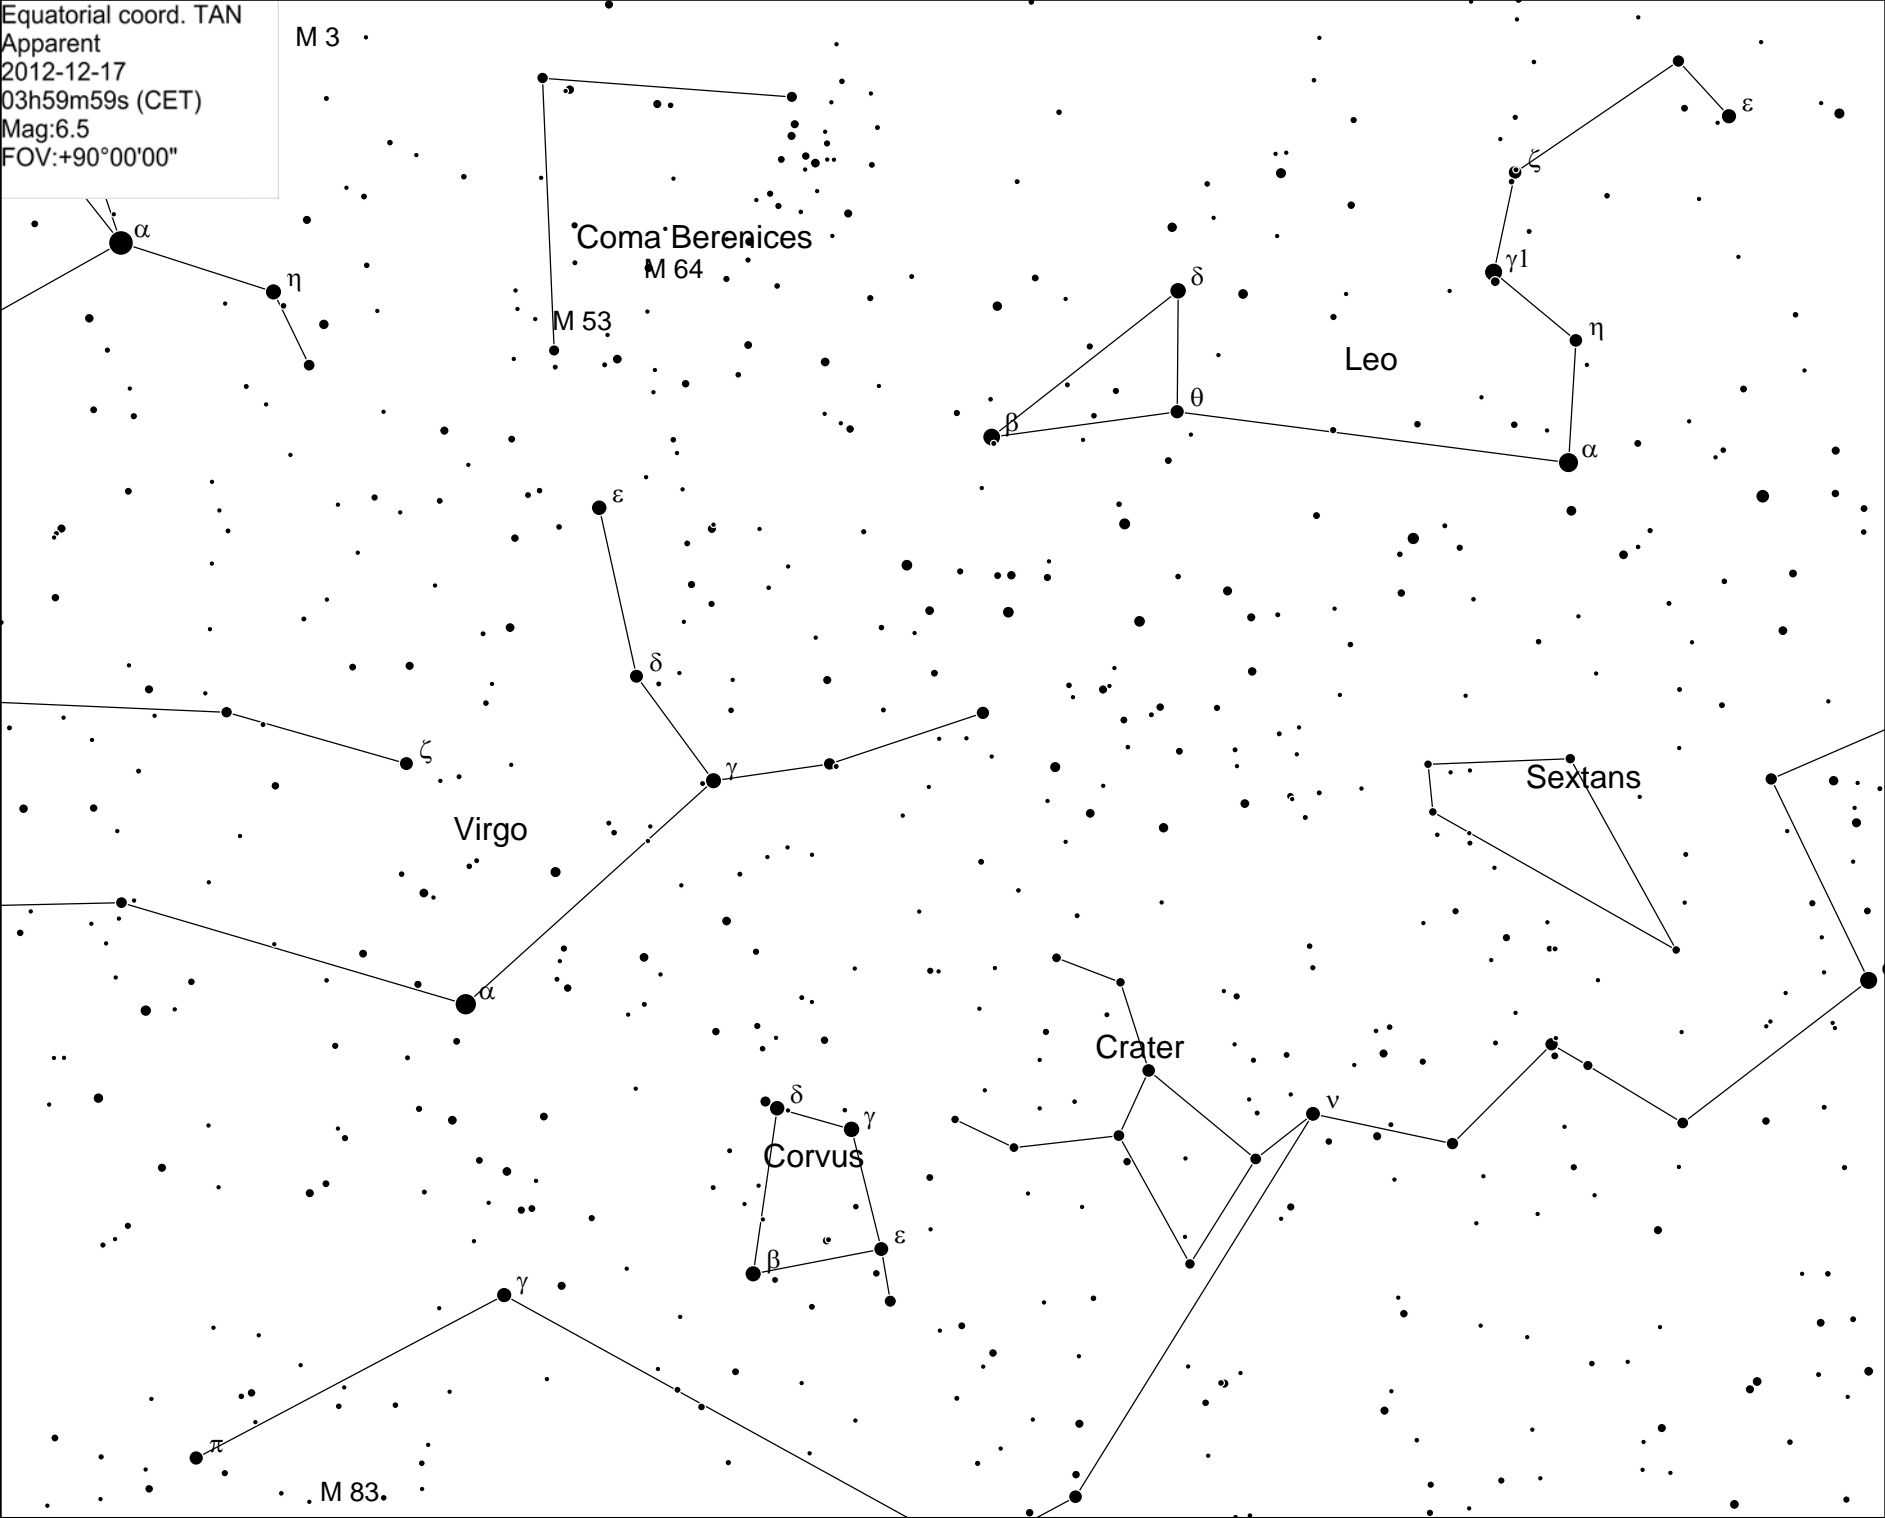 Equatorial coord. TAN
Apparent
2012-12-17
03h59m59s (CET)
Mag:6.5
FOV:+90°00'00"
M 3
ε
ζ
α
Coma Berenices
γ1
M 64
η
δ
M 53
η
Leo
θ
β
α
ε
δ
ζ
γ
Sextans
Virgo
α
Crater
δ
ν
γ
Corvus
ε
β
γ
π
M 83